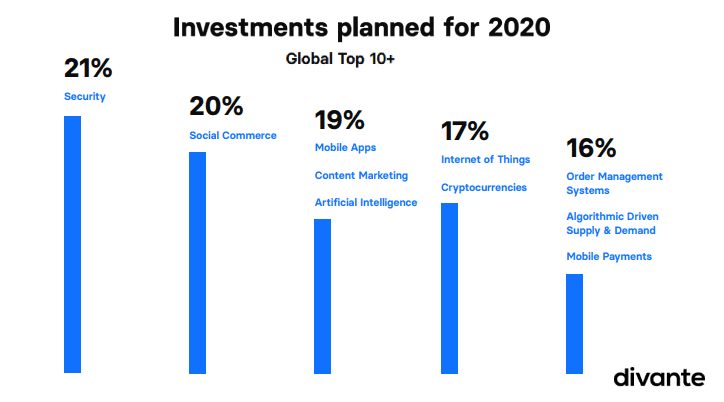 Investments planned for 2020
Global Top 10+
21%
Security
20%
Social Commerce
19%
Mobile Apps
Content Marketing
Artificial Intelligence
17%
Internet of Things
Cryptocurrencies
16%
Order Management
Systems
Algorithmic Driven
Supply & Demand
Mobile Payments
divante